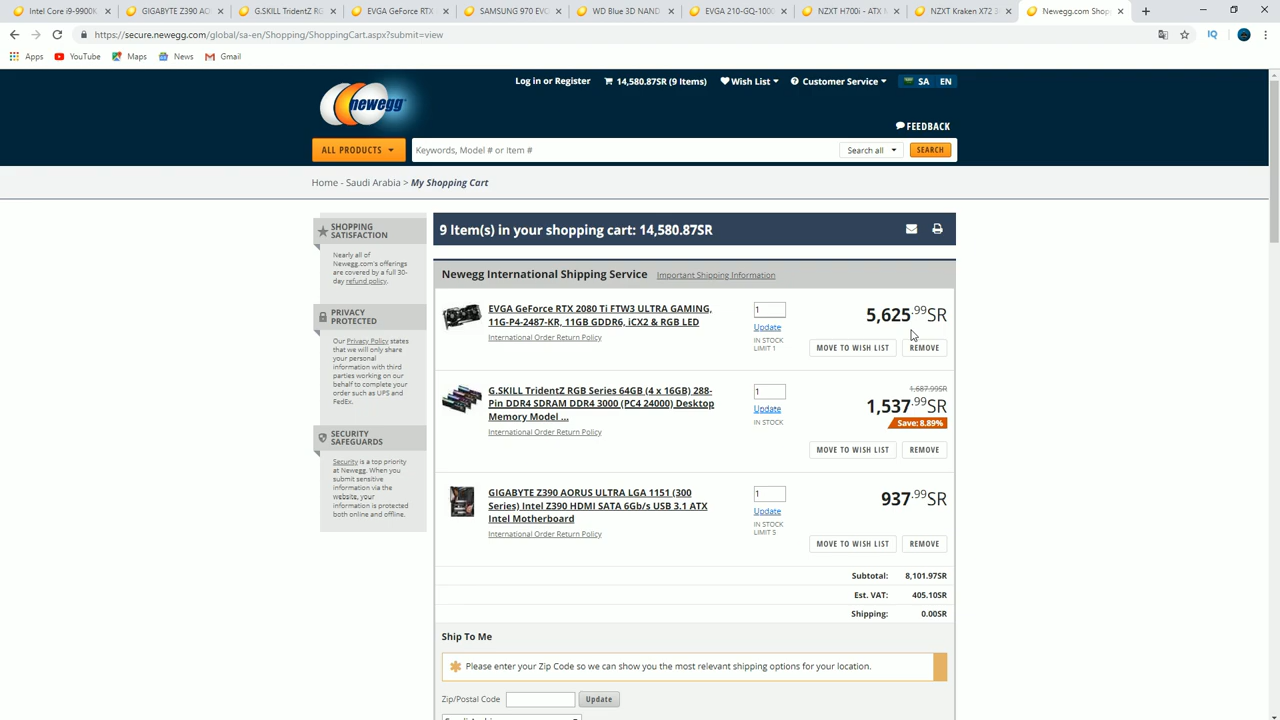 Intel Core i9-9900K
GIGABYTE Z390 AO
G.SKILL TridentZ RG
EVGA GeForce RTX
SAMSUNG 970 EVO
WD Blue 3D NAND
EVGA 210-GQ-1000
NZXT H700i - ATX
NZXT Kraken X72 3
Newegg.com Shop
https://secure.newegg.com/global/sa-en/Shopping/ShoppingCart.aspx?submit=view
Apps
YouTube
Maps
News
Gmail
newegg
Log in or Register
14,580.87SR (9 Items)
Wish List
Customer Service
SA
EN
FEEDBACK
ALL PRODUCTS
Keywords, Model # or Item #
Search all
SEARCH
Home - Saudi Arabia > My Shopping Cart
SHOPPING
SATISFACTION
Nearly all of
Newegg.com's offerings
are covered by a full 30-
day refund policy.
PRIVACY
PROTECTED
Our Privacy Policy states
that we will only share
your personal
information with third
parties working on our
behalf to complete your
order such as UPS and
FedEx.
SECURITY
SAFEGUARDS
Security is a top priority
at Newegg. When you
submit sensitive
information via the
website, your
information is protected
both online and offline.
9 Item(s) in your shopping cart: 14,580.87SR
Newegg International Shipping Service
Important Shipping Information
EVGA GeForce RTX 2080 Ti FTW3 ULTRA GAMING,
11G-P4-2487-KR, 11GB GDDR6, iCX2 & RGB LED
International Order Return Policy
1
Update
IN STOCK
LIMIT 1
5,625.99SR
MOVE TO WISH LIST
REMOVE
G.SKILL TridentZ RGB Series 64GB (4 x 16GB) 288-
Pin DDR4 SDRAM DDR4 3000 (PC4 24000) Desktop
Memory Model ...
International Order Return Policy
1
Update
IN STOCK
1,687.99SR
1,537.99SR
Save: 8.89%
MOVE TO WISH LIST
REMOVE
GIGABYTE Z390 AORUS ULTRA LGA 1151 (300
Series) Intel Z390 HDMI SATA 6Gb/s USB 3.1 ATX
Intel Motherboard
International Order Return Policy
1
Update
IN STOCK
LIMIT 5
937.99SR
MOVE TO WISH LIST
REMOVE
Subtotal: 8,101.97SR
Est. VAT: 405.10SR
Shipping: 0.00SR
Ship To Me
Please enter your Zip Code so we can show you the most relevant shipping options for your location.
Zip/Postal Code
Update